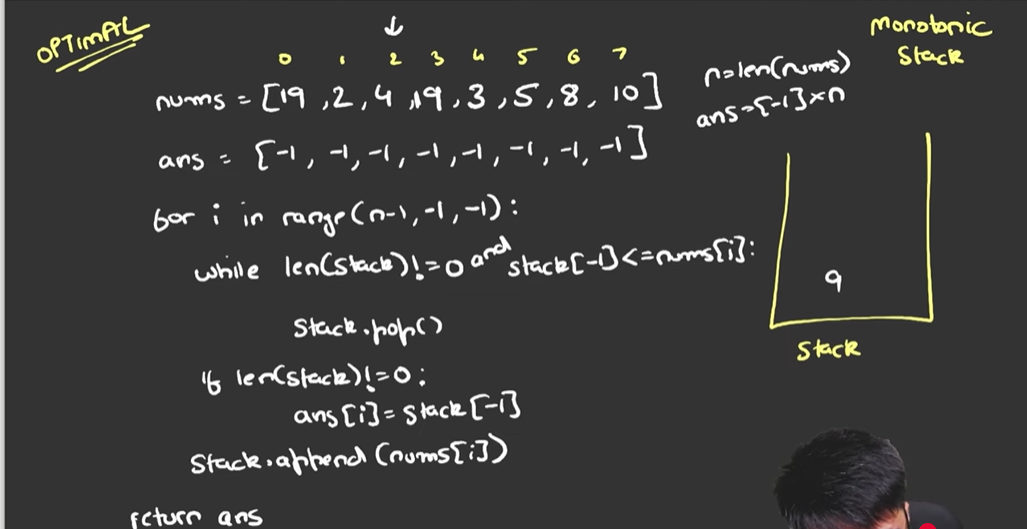 OPTIMAL
Monotonic
Stack
0 1 2 3 4 5 6 7
nums = [19, 2, 4, 19, 3, 5, 8, 10]
n=len(nums)
ans=[-1]×n
ans = [-1, -1, -1, -1, -1, -1, -1, -1]
for i in range(n-1, -1, -1):
while len(stack)!=0 and stack[-1]<=nums[i]:
9
Stack.pop()
Stack
if len(stack)!=0:
ans[i]=stack[-1]
Stack.append(nums[i])
return ans